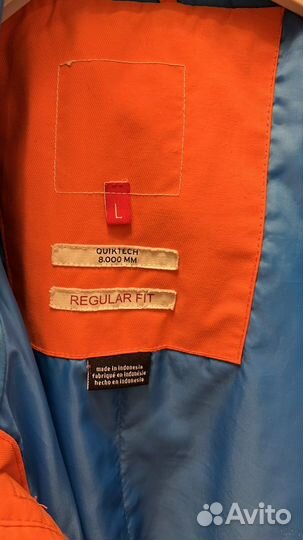 L
QUIKTECH
8.000 MM
REGULAR FIT
made in Indonesia
fabriqué en Indonésie
hecho en Indonesia
Avito